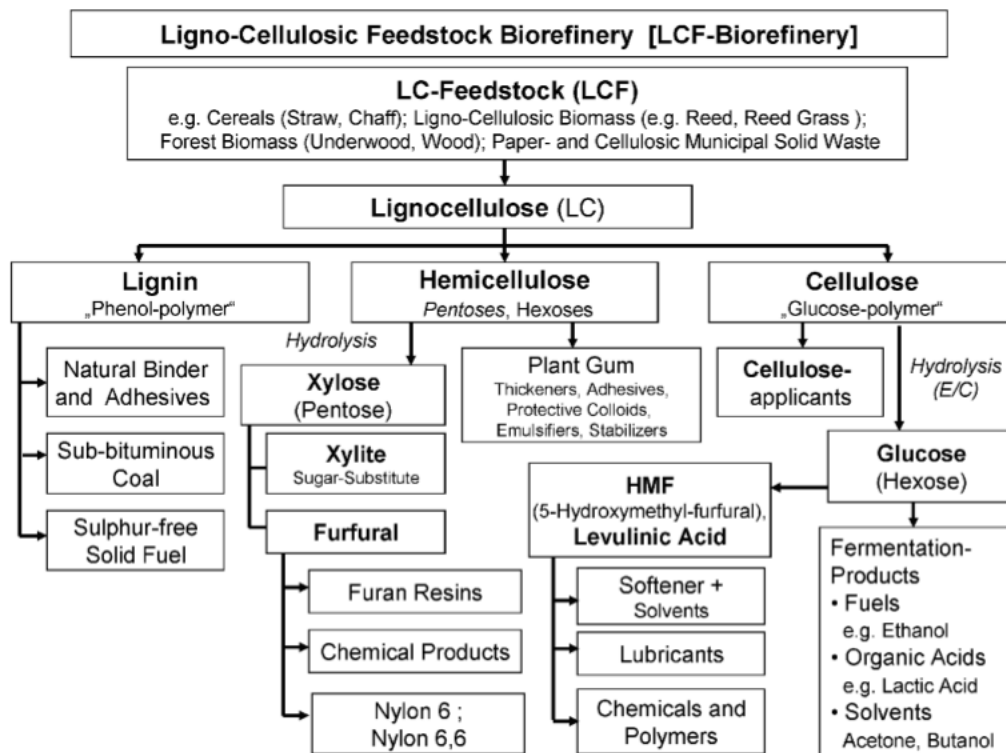 Ligno-Cellulosic Feedstock Biorefinery [LCF-Biorefinery]
LC-Feedstock (LCF)
e.g. Cereals (Straw, Chaff); Ligno-Cellulosic Biomass (e.g. Reed, Reed Grass );
Forest Biomass (Underwood, Wood); Paper- and Cellulosic Municipal Solid Waste
Lignocellulose (LC)
Lignin
„Phenol-polymer“
Natural Binder
and Adhesives
Sub-bituminous
Coal
Sulphur-free
Solid Fuel
Hemicellulose
Pentoses, Hexoses
Hydrolysis
Xylose
(Pentose)
Xylite
Sugar-Substitute
Furfural
Furan Resins
Chemical Products
Nylon 6 ;
Nylon 6,6
Plant Gum
Thickeners, Adhesives,
Protective Colloids,
Emulsifiers, Stabilizers
Cellulose
„Glucose-polymer“
Cellulose-
applicants
Hydrolysis
(E/C)
Glucose
(Hexose)
HMF
(5-Hydroxymethyl-furfural),
Levulinic Acid
Softener +
Solvents
Lubricants
Chemicals and
Polymers
Fermentation-
Products
• Fuels
e.g. Ethanol
• Organic Acids
e.g. Lactic Acid
• Solvents
Acetone, Butanol